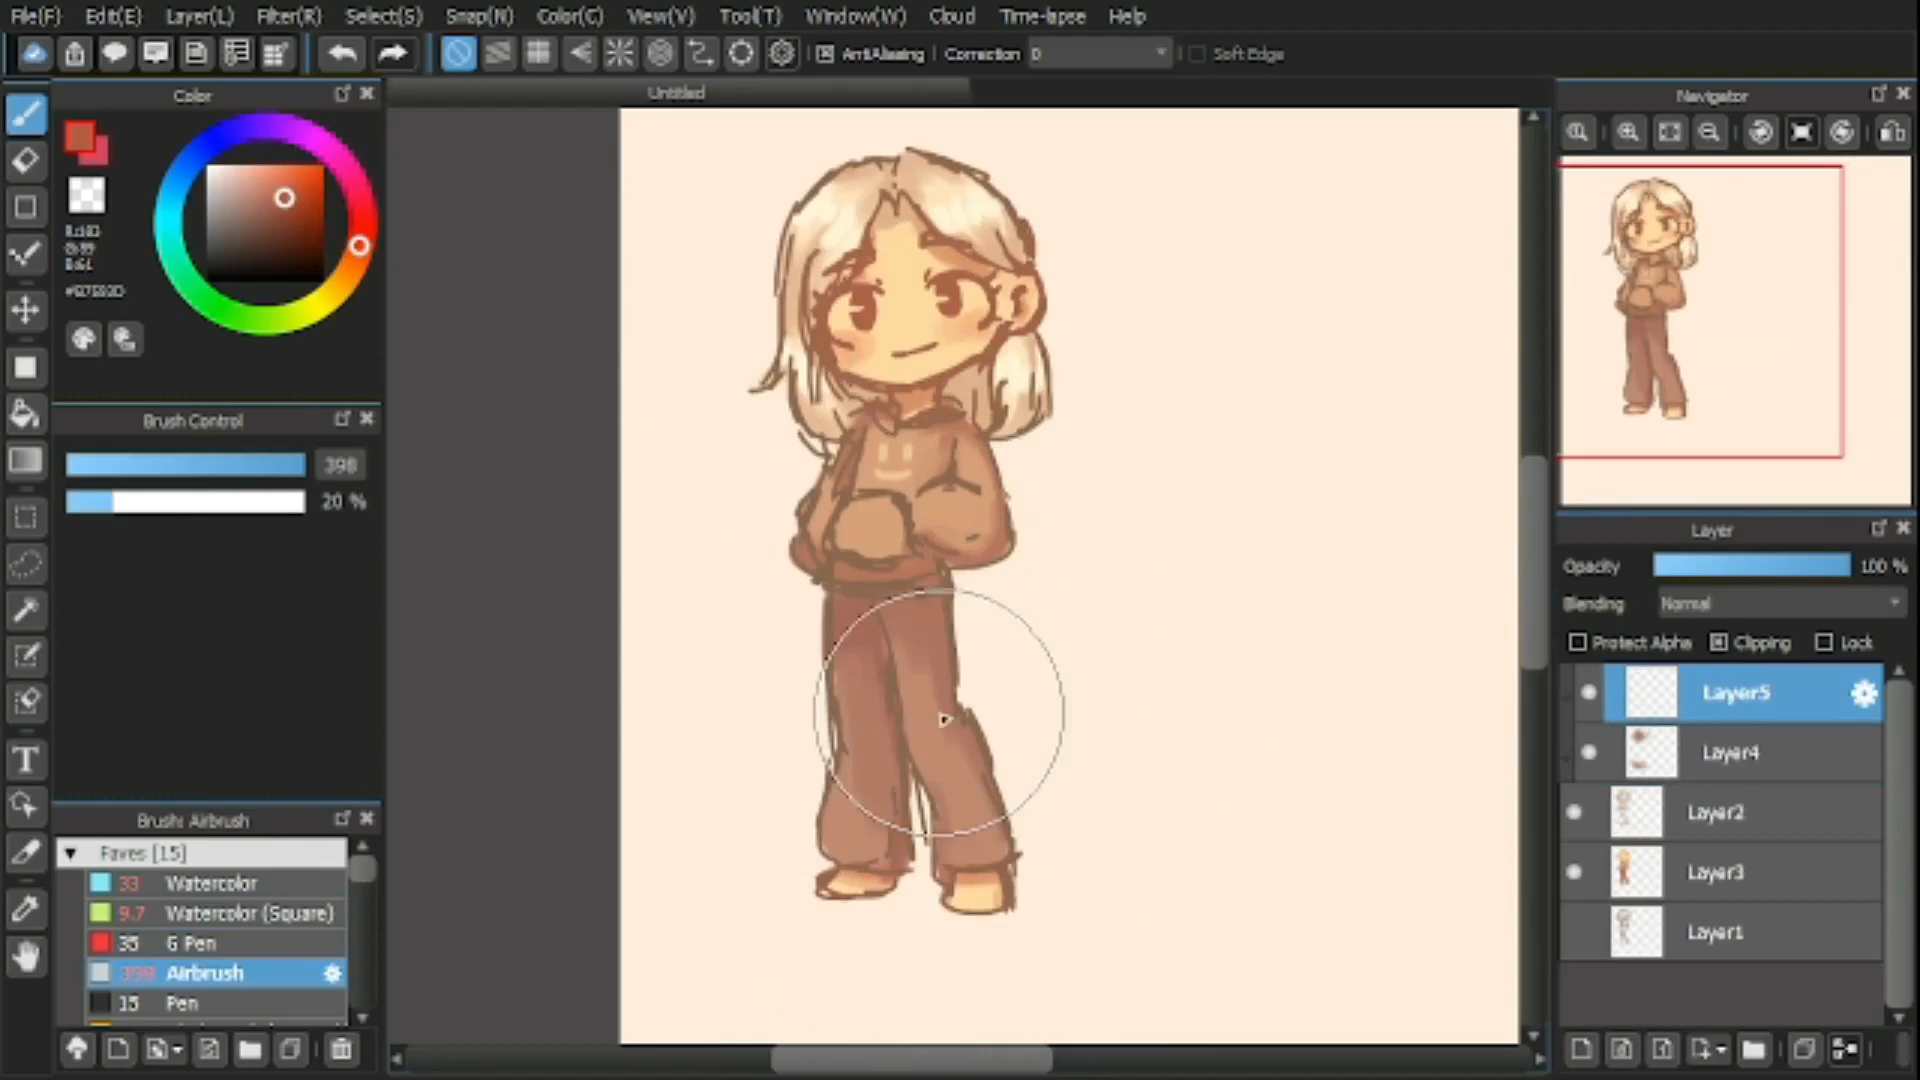 File(F) Edit(E) Layer(L) Filter(R) Select(S) Snap(N) Color(C) View(V) Tool(T) Window(W) Cloud Time-lapse Help
AntiAliasing Correction 0 Soft Edge
Color
Untitled
Navigator
Brush Control
398
20 %
Layer
Opacity 100 %
Blending Normal
Protect Alpha Clipping Lock
Layer5
Layer4
Layer2
Layer3
Layer1
Brush: Airbrush
Faves [15]
33 Watercolor
9.7 Watercolor (Square)
35 G Pen
398 Airbrush
15 Pen